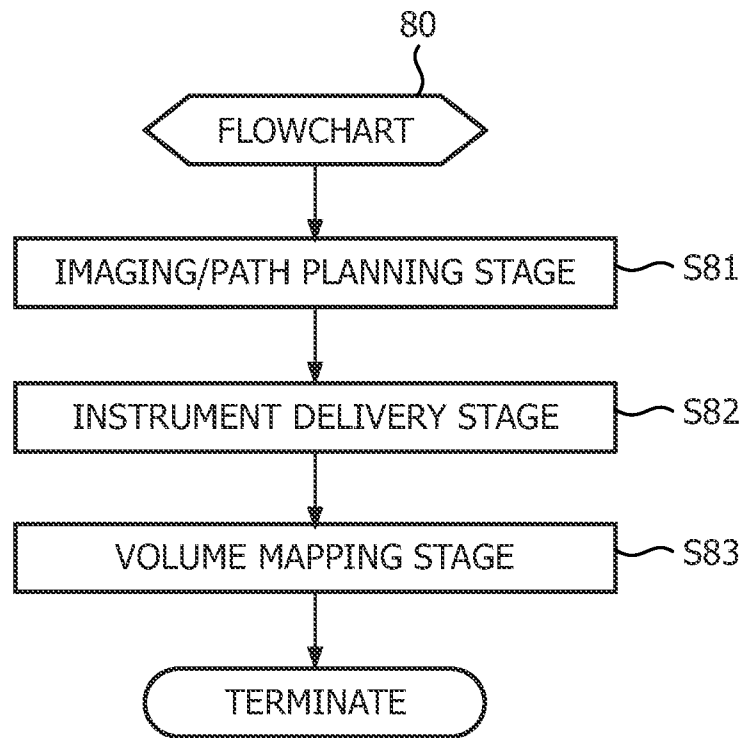 80
FLOWCHART
IMAGING/PATH PLANNING STAGE
S81
INSTRUMENT DELIVERY STAGE
S82
VOLUME MAPPING STAGE
S83
TERMINATE